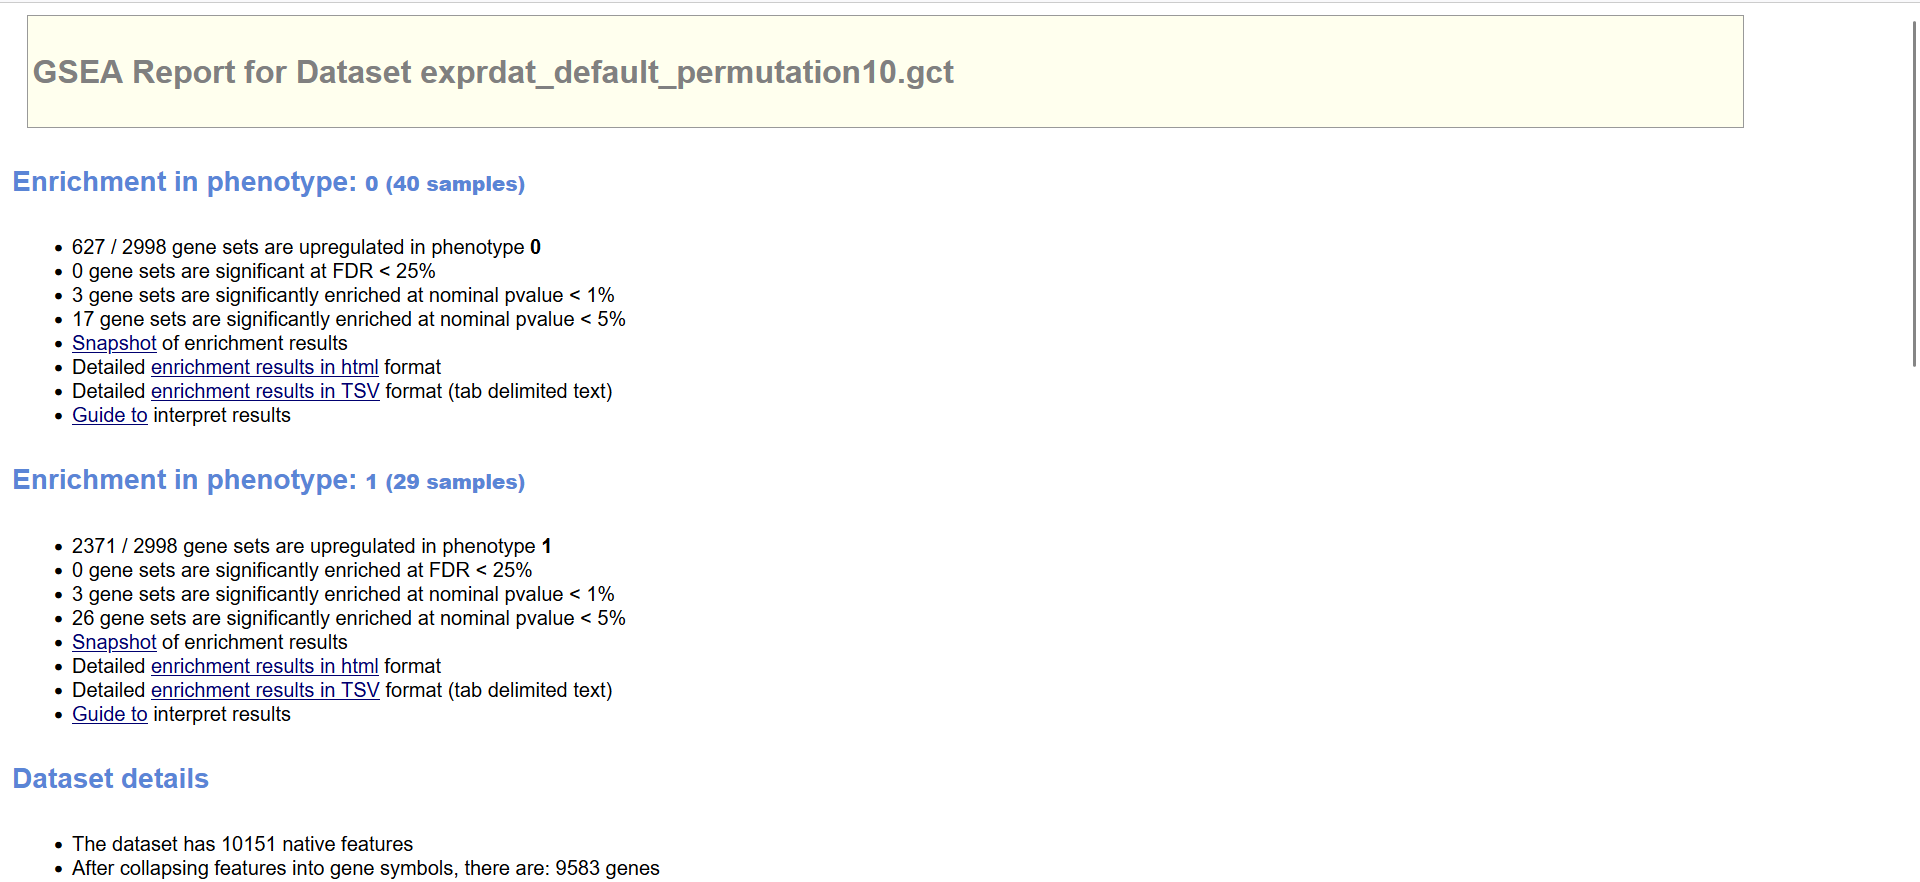 GSEA Report for Dataset exprdat_default_permutation10.gct
Enrichment in phenotype: 0 (40 samples)
• 627 / 2998 gene sets are upregulated in phenotype 0
• 0 gene sets are significant at FDR < 25%
• 3 gene sets are significantly enriched at nominal pvalue < 1%
• 17 gene sets are significantly enriched at nominal pvalue < 5%
• Snapshot of enrichment results
• Detailed enrichment results in html format
• Detailed enrichment results in TSV format (tab delimited text)
• Guide to interpret results
Enrichment in phenotype: 1 (29 samples)
• 2371 / 2998 gene sets are upregulated in phenotype 1
• 0 gene sets are significantly enriched at FDR < 25%
• 3 gene sets are significantly enriched at nominal pvalue < 1%
• 26 gene sets are significantly enriched at nominal pvalue < 5%
• Snapshot of enrichment results
• Detailed enrichment results in html format
• Detailed enrichment results in TSV format (tab delimited text)
• Guide to interpret results
Dataset details
• The dataset has 10151 native features
• After collapsing features into gene symbols, there are: 9583 genes